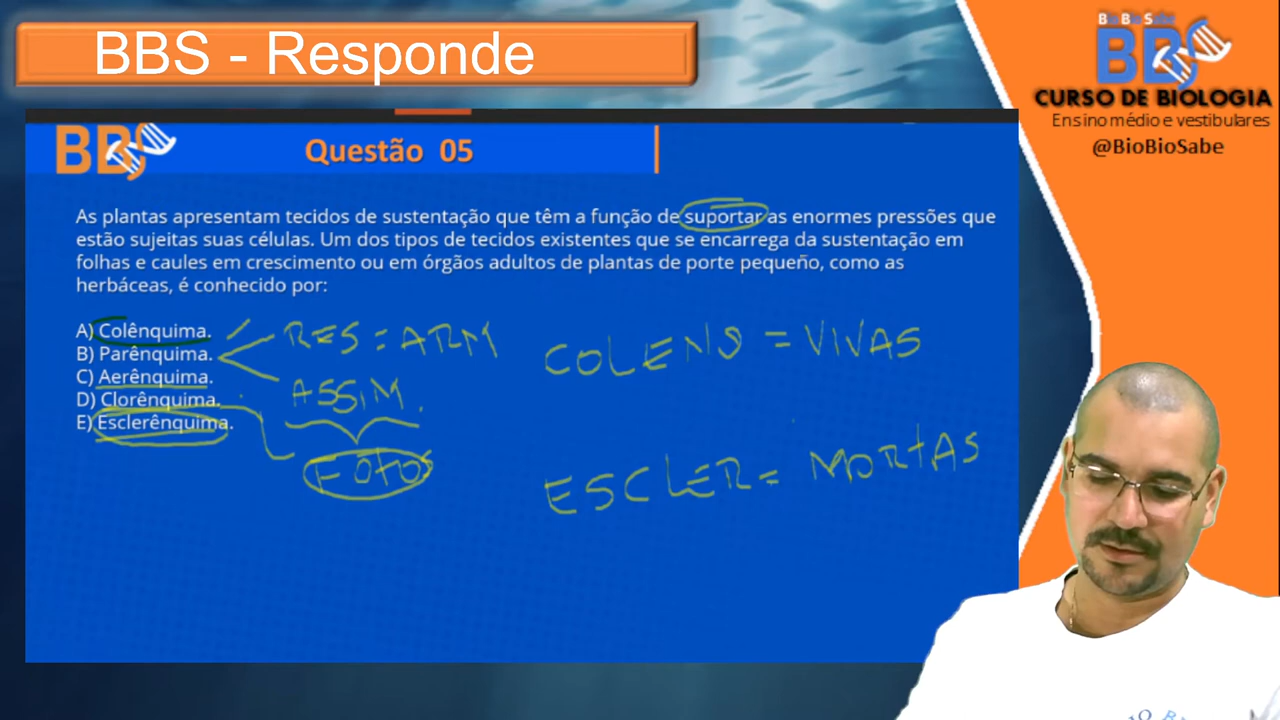 BBS - Responde
Bio Bio Sabe
BBS
CURSO DE BIOLOGIA
Ensino médio e vestibulares
@BioBioSabe
BBS
Questão 05
As plantas apresentam tecidos de sustentação que têm a função de suportar as enormes pressões que
estão sujeitas suas células. Um dos tipos de tecidos existentes que se encarrega da sustentação em
folhas e caules em crescimento ou em órgãos adultos de plantas de porte pequeño, como as
herbáceas, é conhecido por:
A) Colênquima.
B) Parênquima.
C) Aerênquima.
D) Clorênquima.
E) Esclerênquima.
RES = ARM
ASSIM.
FOTOS
COLENS = VIVAS
ESCLER = MORTAS